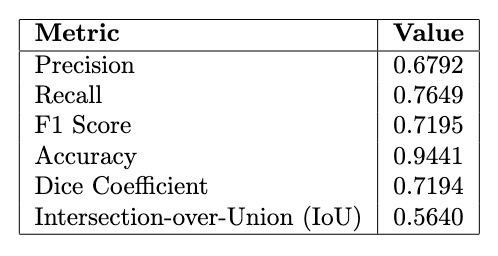 Metric Value
Precision 0.6792
Recall 0.7649
F1 Score 0.7195
Accuracy 0.9441
Dice Coefficient 0.7194
Intersection-over-Union (IoU) 0.5640